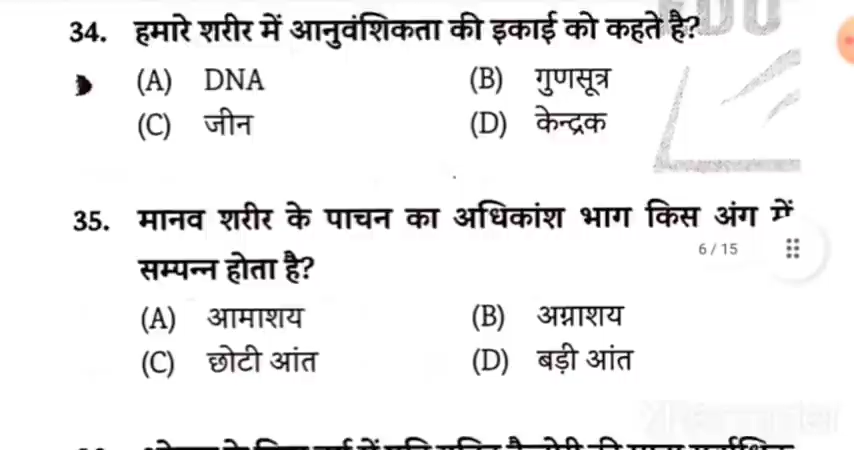 34. हमारे शरीर में आनुवंशिकता की इकाई को कहते है?
(A) DNA (B) गुणसूत्र
(C) जीन (D) केन्द्रक
35. मानव शरीर के पाचन का अधिकांश भाग किस अंग में
6 / 15
सम्पन्न होता है?
(A) आमाशय (B) अग्नाशय
(C) छोटी आंत (D) बड़ी आंत